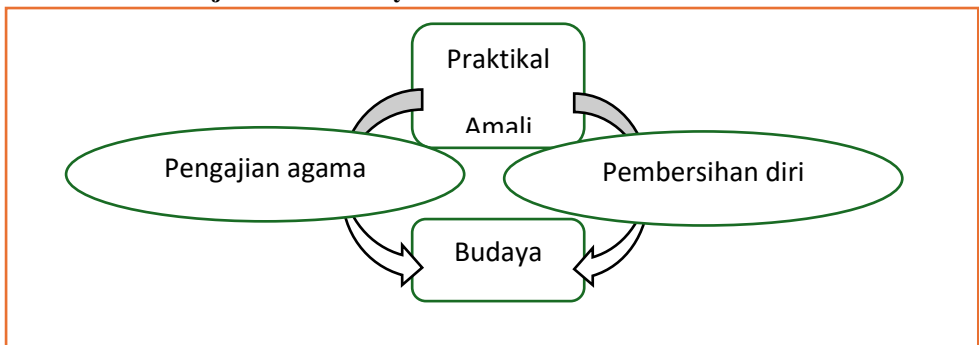 Praktikal
Amali
Pengajian agama
Pembersihan diri
Budaya